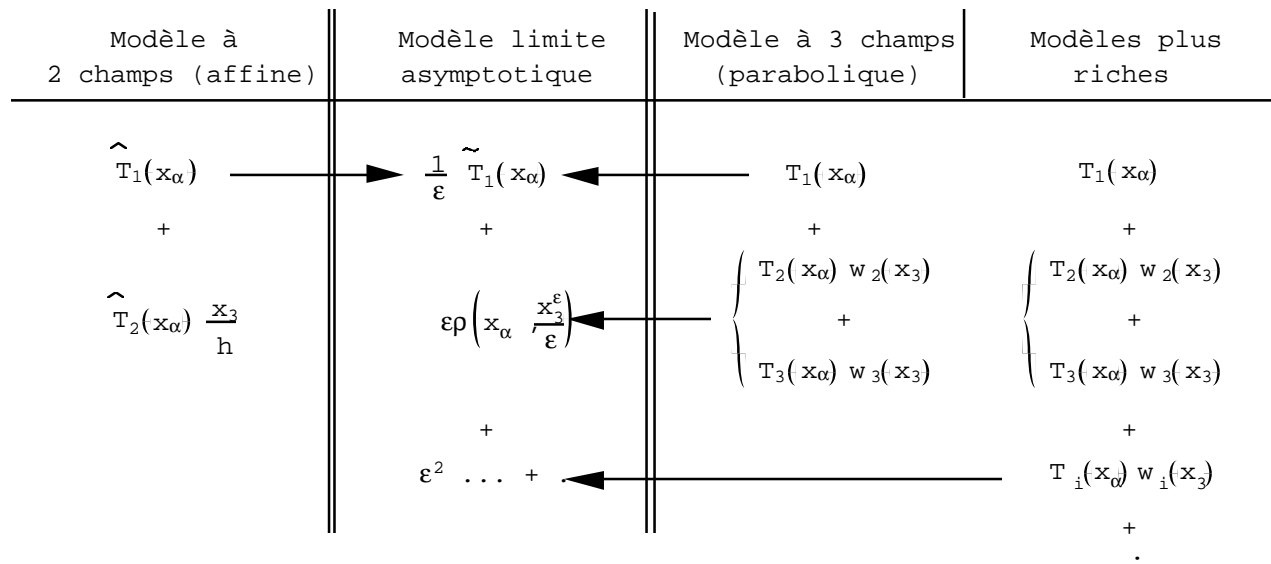 Modèle à
2 champs (affine)
Modèle limite
asymptotique
Modèle à 3 champs
(parabolique)
Modèles plus
riches
T̂₁(xα)
+
T̂₂(xα) x₃/h
1/ε T̃₁(xα)
+
ερ(xα , x₃^ε/ε)
+
ε² ... + .
T₁(xα)
+
T₂(xα) w₂(x₃)
+
T₃(xα) w₃(x₃)
T₁(xα)
+
T₂(xα) w₂(x₃)
+
T₃(xα) w₃(x₃)
+
Tᵢ(xα) wᵢ(x₃)
+
.